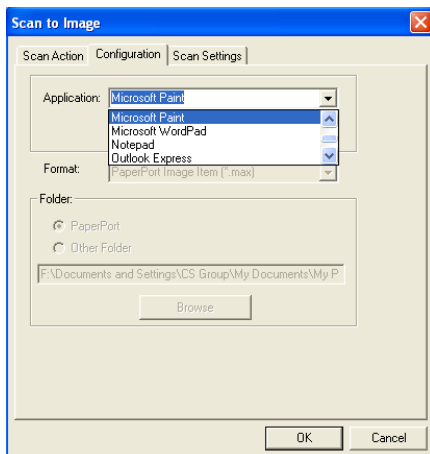 Scan to Image
Scan Action Configuration Scan Settings
Application: Microsoft Paint
Microsoft Paint
Microsoft WordPad
Notepad
Outlook Express
Format: PaperPort Image Item (*.max)
Folder:
PaperPort
Other Folder
F:\Documents and Settings\CS Group\My Documents\My P
Browse
OK Cancel